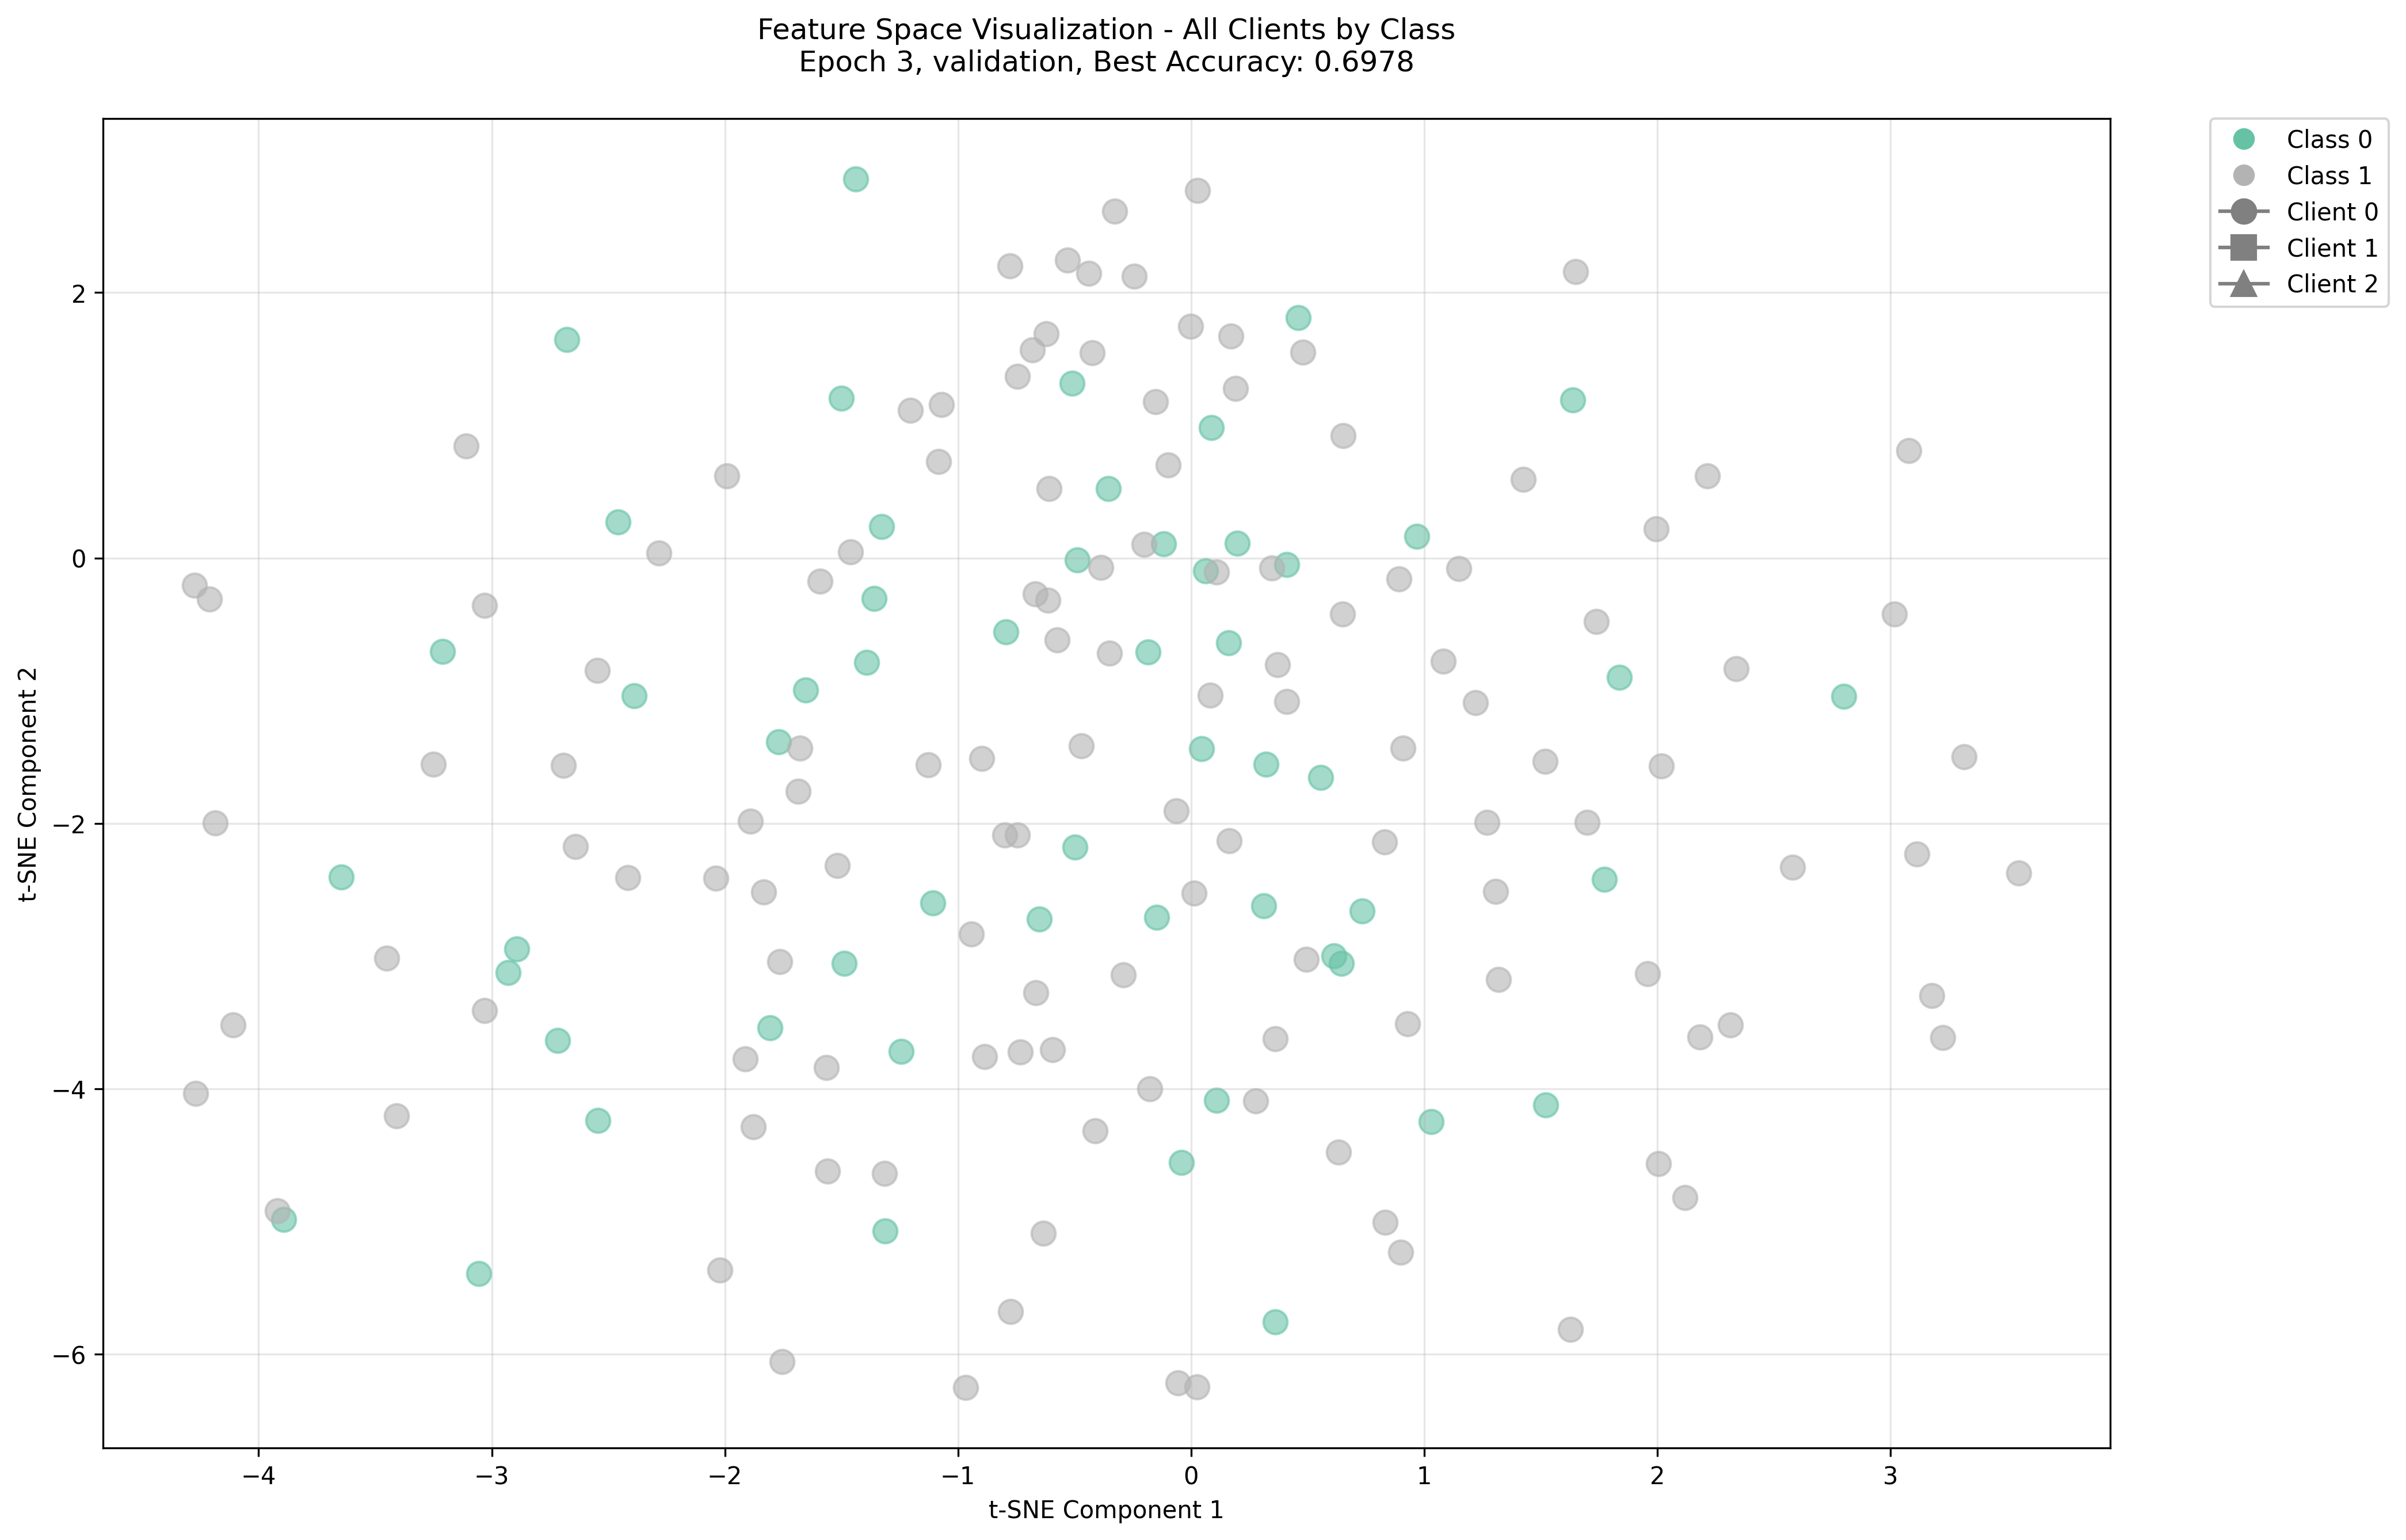 Feature Space Visualization - All Clients by Class
Epoch 3, validation, Best Accuracy: 0.6978
Class 0
Class 1
Client 0
Client 1
Client 2
2
0
−2
−4
−6
t-SNE Component 2
−4
−3
−2
−1
0
1
2
3
t-SNE Component 1